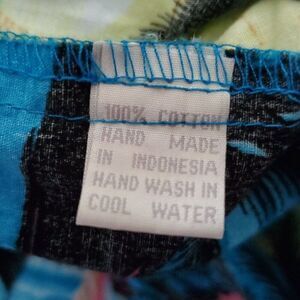 100% COTTON
HAND MADE
IN INDONESIA
HAND WASH IN
COOL WATER